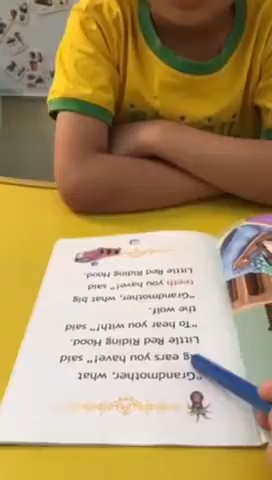 "Grandmother, what
g ears you have!" said
Little Red Riding Hood.
"To hear you with" said
the wolf.
"Grandmother, what big
teeth you have!" said
Little Red Riding Hood.